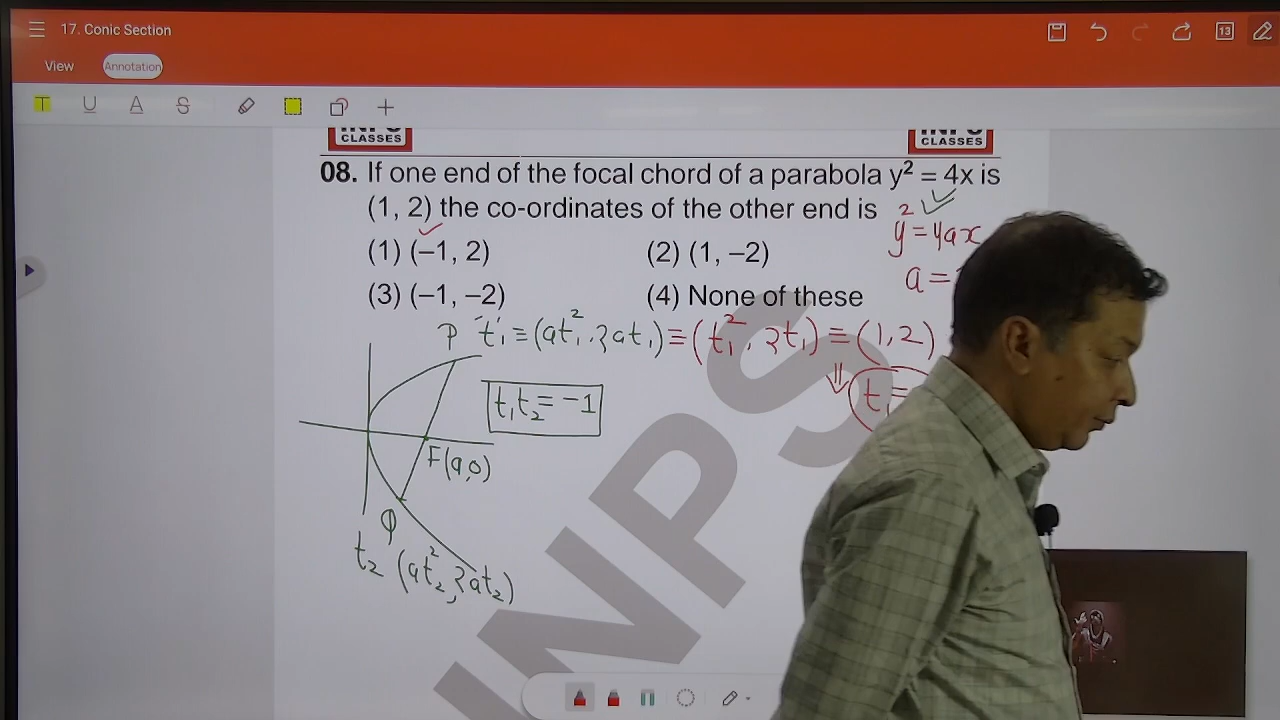 17. Conic Section
13
View
Annotation
T U A S
CLASSES
CLASSES
08. If one end of the focal chord of a parabola y² = 4x is
(1, 2) the co-ordinates of the other end is
y² = 4ax
(1) (–1, 2) (2) (1, –2)
a =
(3) (–1, –2) (4) None of these
P 't₁' ≡ (at₁², 2at₁) ≡ (t₁², 2t₁) ≡ (1, 2)
⇓ t₁ =
t₁t₂ = –1
F(a,0)
Q
t₂ (at₂², 2at₂)
INPS